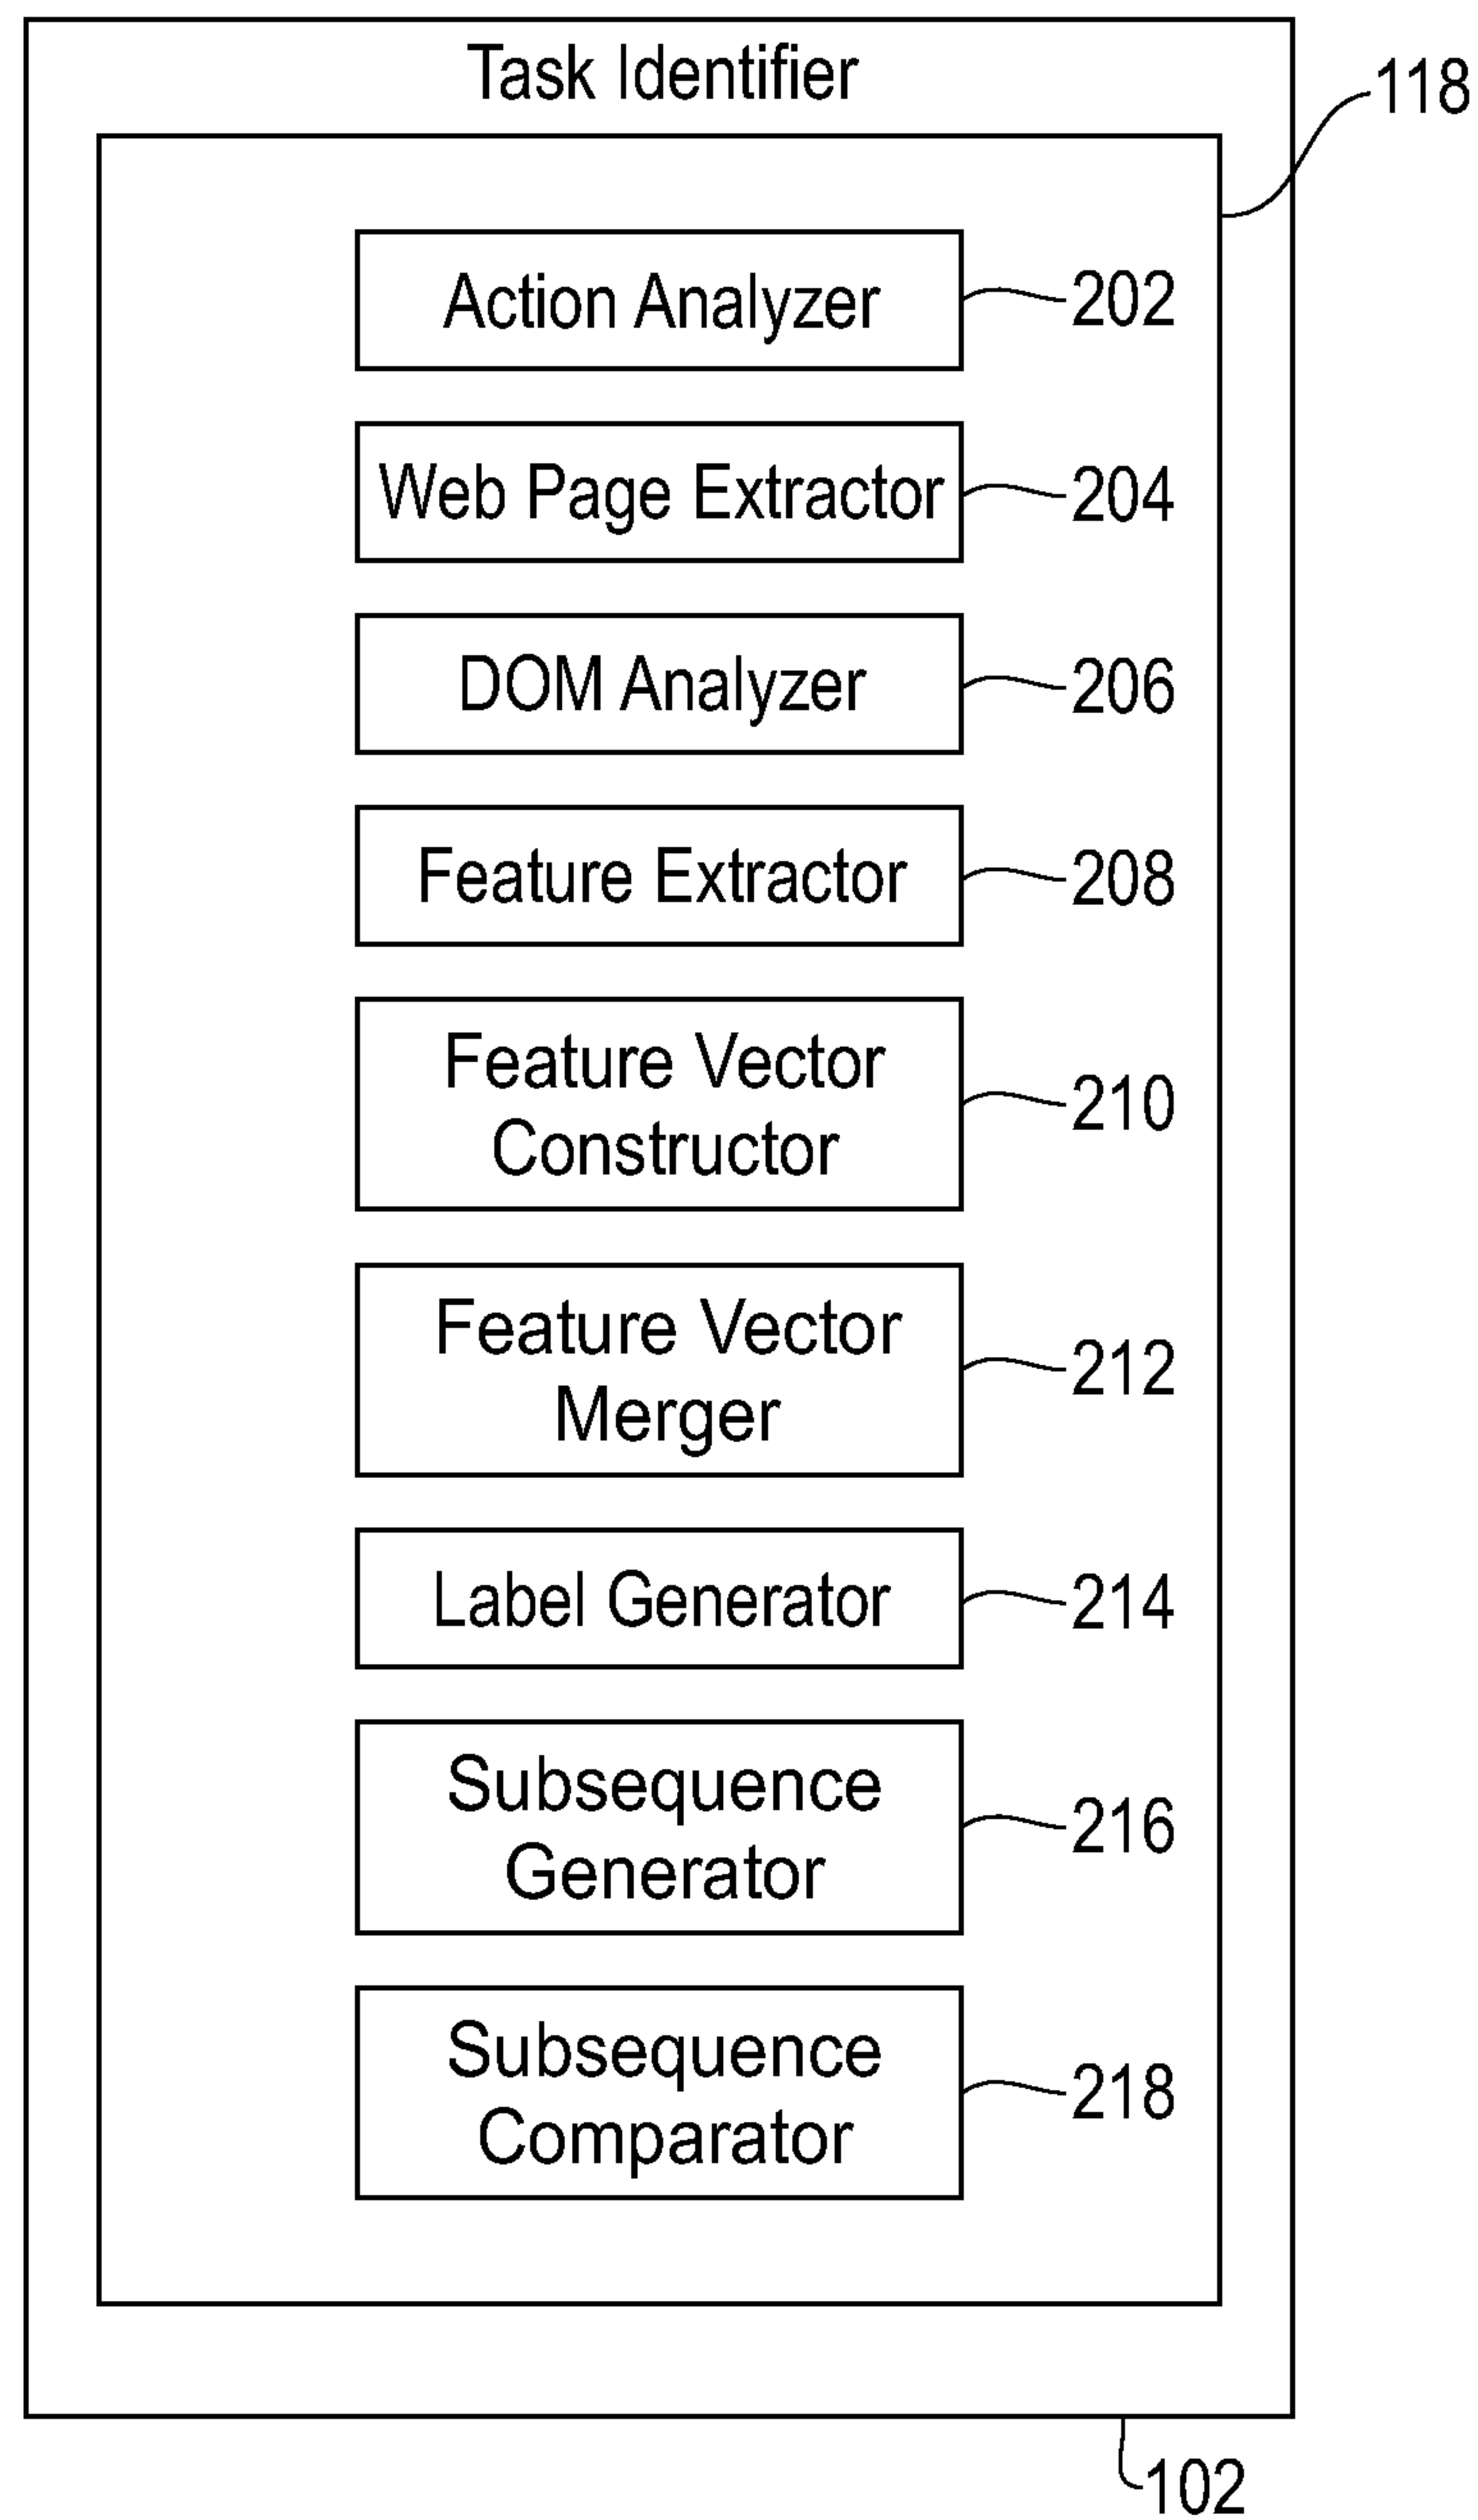 Task Identifier
118
Action Analyzer
202
Web Page Extractor
204
DOM Analyzer
206
Feature Extractor
208
Feature Vector
Constructor
210
Feature Vector
Merger
212
Label Generator
214
Subsequence
Generator
216
Subsequence
Comparator
218
102